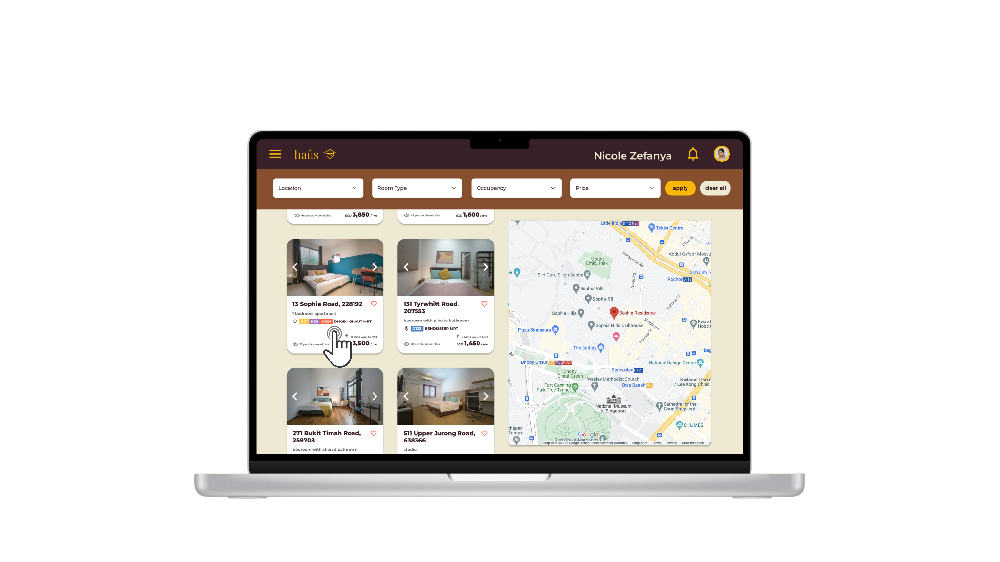 haûs
Nicole Zefanya
Location
Room Type
Occupancy
Price
apply
clear all
96 people viewed this
SGD 3,850 / mo
42 people viewed this
SGD 1,600 / mo
13 Sophia Road, 228192
1 bedroom apartment
CC1 NE6 NS24 DHOBY GHAUT MRT
11 mins walk to MRT
25 people viewed this
3,500 / mo
131 Tyrwhitt Road,
207553
bedroom with private bathroom
DT23 BENDEMEER MRT
7 mins walk to MRT
20 people viewed this
SGD 1,450 / mo
271 Bukit Timah Road,
259708
bedroom with shared bathroom
511 Upper Jurong Road,
638366
studio
Little India DT12 NE7
Tekka Centre
Clive St
Abdul Gafoor Mosqu
Mackenzie Rd
Mount
Emily Park
Sim Lim T
Rochor DT13
ek
Shri Guru Singh Sabha
Niven Rd
Sophia Ville
Sophia 98
Prinsep St
Sophia Hills
Sophia Residence
Middle Rd
Kwan
Hood
Sophia Hills Clubhouse
Plaza Singapura
Prinsep St
The Cathay
Bug
Rd
Dhoby Ghaut CC1 NE6 NS24
National Design Centre
Bencoolen DT21
Dhoby
Ghaut Green
Wesley Methodist Church
National Librar
/ Lee Kong Chian.
Fort Canning
Park Tree Tunnel
Bras Basah CC2
National Museum
of Singapore
Cathedral of the
Good Shepherd
CHIJMES
thapani
Temple
Google
Registry of Marriages
Map data ©2022 Google, Urban Redevelopment Authority
Singapore
Terms
Privacy
Send feedback